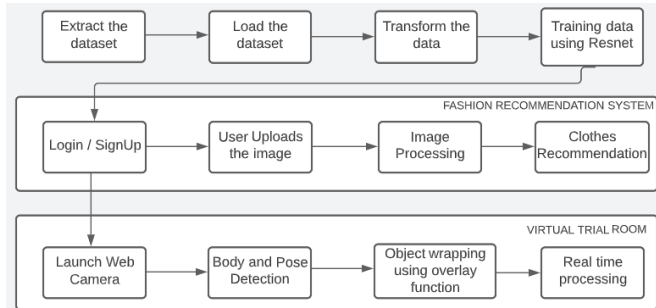 Extract the
dataset
Load the
dataset
Transform the
data
Training data
using Resnet
FASHION RECOMMENDATION SYSTEM
Login / SignUp
User Uploads
the image
Image
Processing
Clothes
Recommendation
VIRTUAL TRIAL ROOM
Launch Web
Camera
Body and Pose
Detection
Object wrapping
using overlay
function
Real time
processing